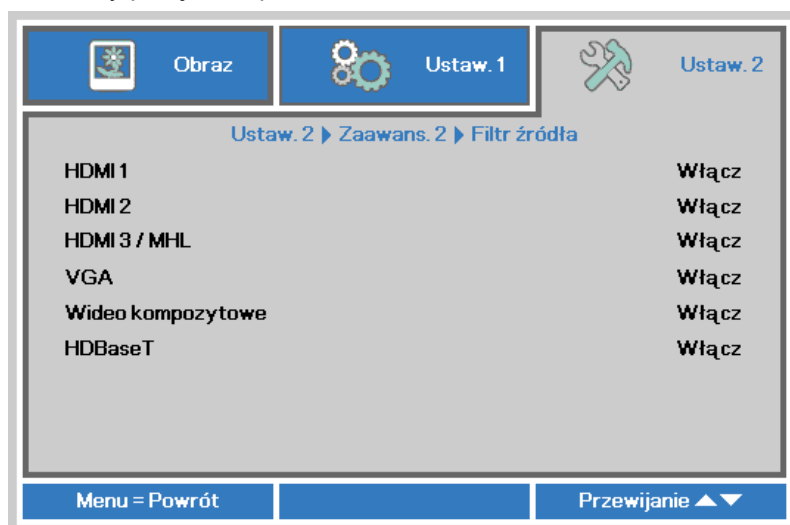 Obraz
Ustaw. 1
Ustaw. 2
Ustaw. 2 ▶ Zaawans. 2 ▶ Filtr źródła
HDMI 1 Włącz
HDMI 2 Włącz
HDMI 3 / MHL Włącz
VGA Włącz
Wideo kompozytowe Włącz
HDBaseT Włącz
Menu = Powrót
Przewijanie ▲▼